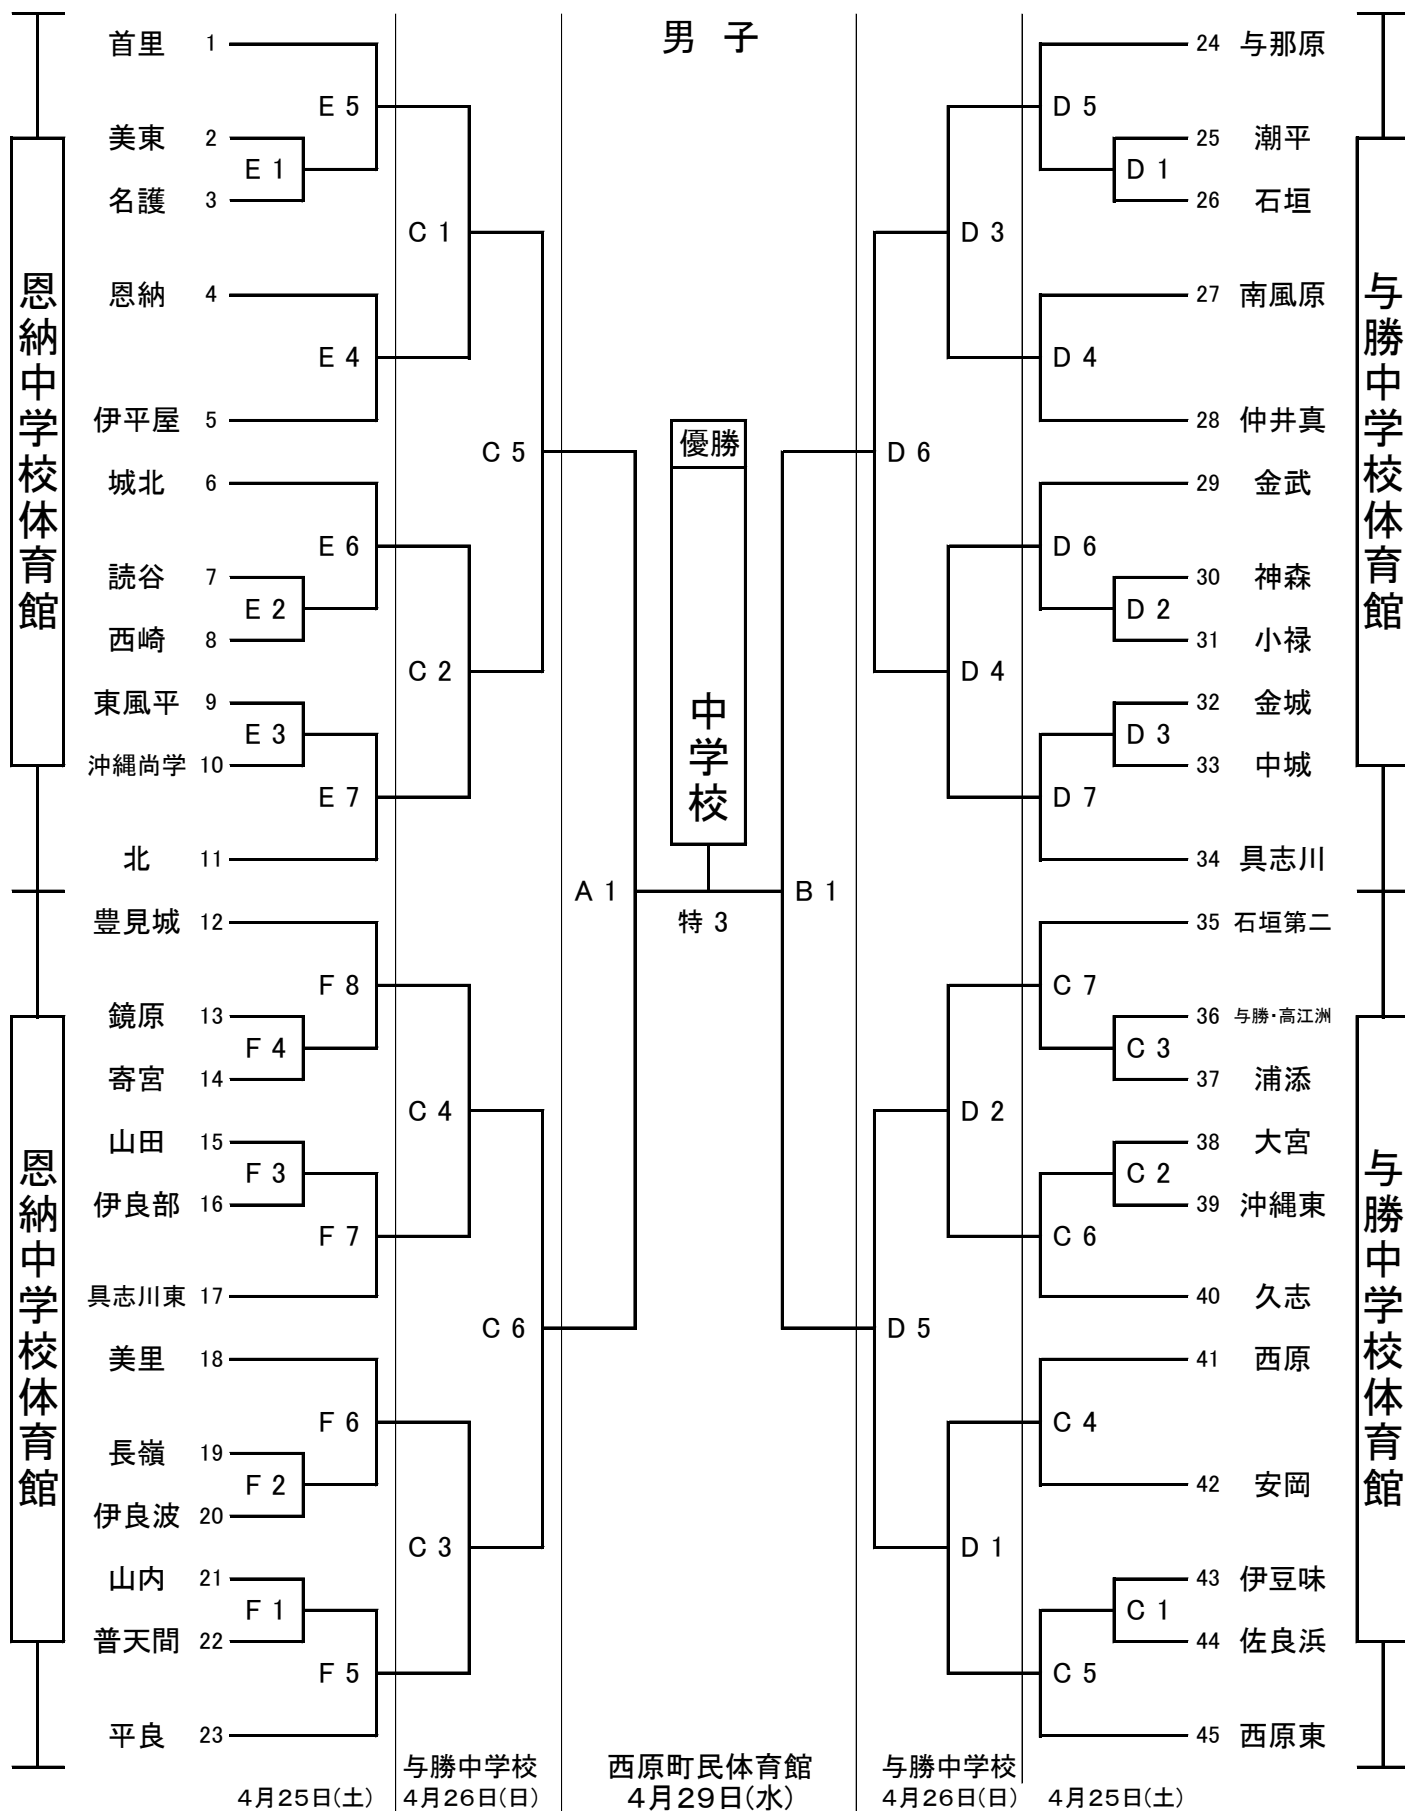 男 子
恩納中学校体育館
恩納中学校体育館
首里 1
美東 2
名護 3
恩納 4
伊平屋 5
城北 6
読谷 7
西崎 8
東風平 9
沖縄尚学 10
北 11
豊見城 12
鏡原 13
寄宮 14
山田 15
伊良部 16
具志川東 17
美里 18
長嶺 19
伊良波 20
山内 21
普天間 22
平良 23
E 1
E 2
E 3
F 4
F 3
F 2
F 1
E 5
E 4
E 6
E 7
F 8
F 7
F 6
F 5
C 1
C 2
C 4
C 3
C 5
C 6
A 1
優勝
中学校
特 3
B 1
D 6
D 5
D 3
D 4
D 2
D 1
D 5
D 4
D 6
D 7
C 7
C 6
C 4
C 5
D 1
D 2
D 3
C 3
C 2
C 1
24 与那原
25 潮平
26 石垣
27 南風原
28 仲井真
29 金武
30 神森
31 小禄
32 金城
33 中城
34 具志川
35 石垣第二
36 与勝・高江洲
37 浦添
38 大宮
39 沖縄東
40 久志
41 西原
42 安岡
43 伊豆味
44 佐良浜
45 西原東
与勝中学校体育館
与勝中学校体育館
4月25日(土)
与勝中学校
4月26日(日)
西原町民体育館
4月29日(水)
与勝中学校
4月26日(日)
4月25日(土)